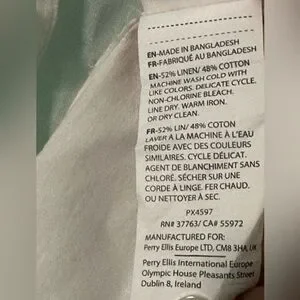 EN-MADE IN BANGLADESH
FR-FABRIQUÉ AU BANGLADESH
EN-52% LINEN/ 48% COTTON
MACHINE WASH COLD WITH
LIKE COLORS. DELICATE CYCLE.
NON-CHLORINE BLEACH.
LINE DRY. WARM IRON.
OR DRY CLEAN.
FR-52% LIN/ 48% COTTON
LAVER A LA MACHINE À L'EAU
FROIDE AVEC DES COULEURS
SIMILAIRES. CYCLE DÉLICAT.
AGENT DE BLANCHIMENT SANS
CHLORÉ. SÉCHER SUR UNE
CORDE À LINGE. FER CHAUD.
OU NETTOYER À SEC.
PX4597
RN# 37763/ CA# 55972
MANUFACTURED FOR:
Perry Ellis Europe LTD, CM8 3HA, UK
Perry Ellis International Europe
Olympic House Pleasants Street
Dublin 8, Ireland